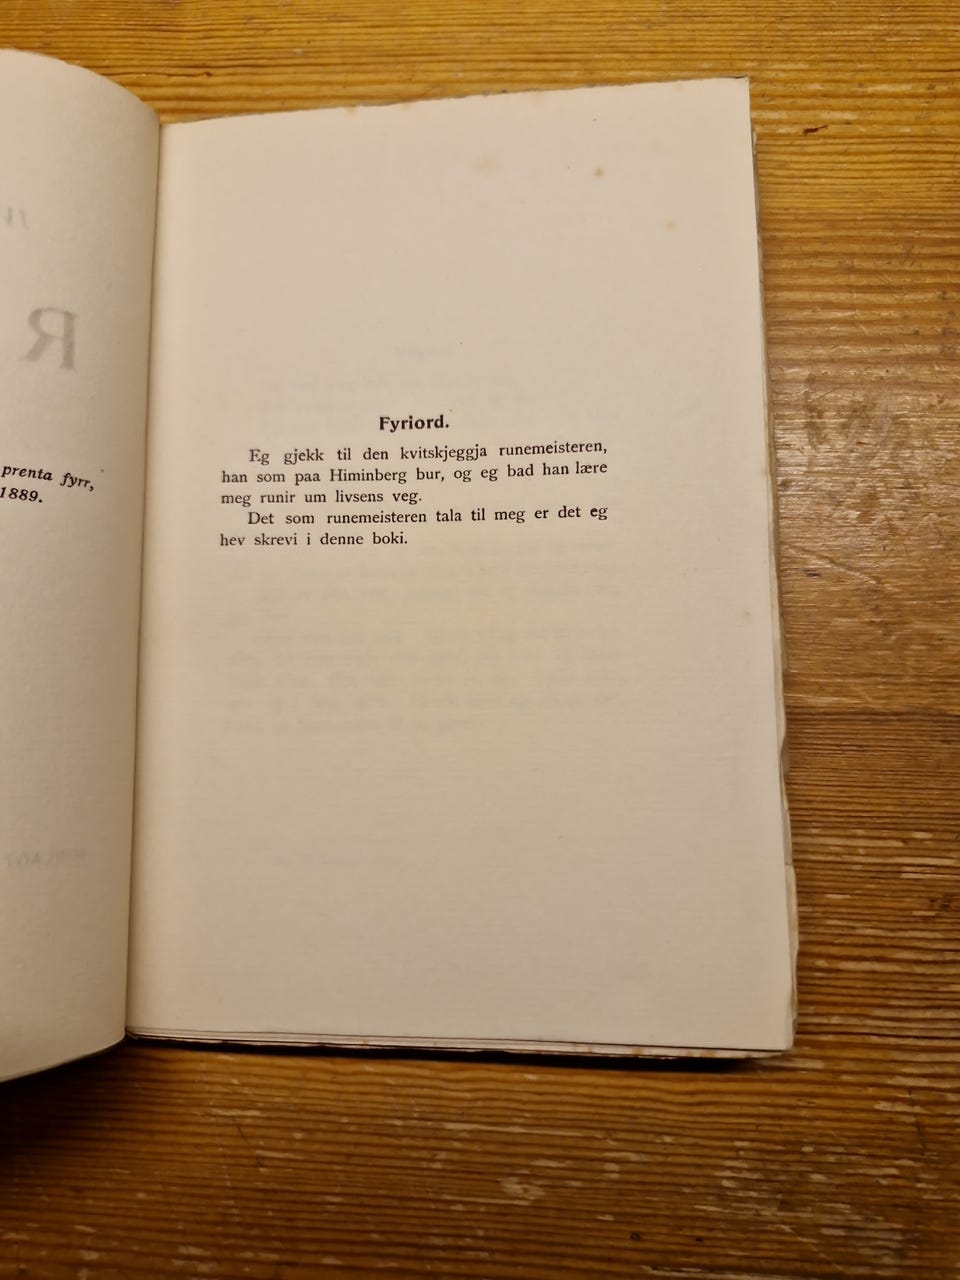 prenta fyrr,
1889.
R
Fyriord.
Eg gjekk til den kvitskjeggja runemeisteren,
han som paa Himinberg bur, og eg bad han lære
meg runir um livsens veg.
Det som runemeisteren tala til meg er det eg
hev skrevi i denne boki.